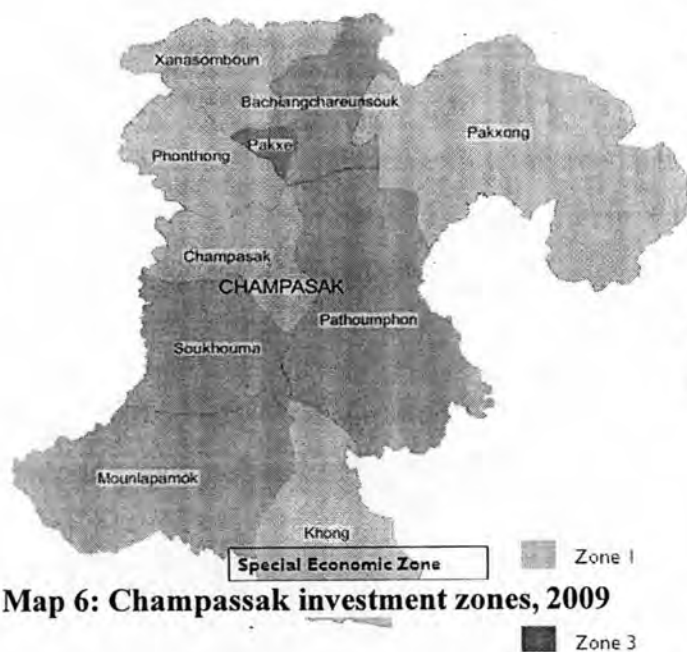 Xanasomboun
Bachiangchareunsouk
Pakxong
Pakxe
Phonthong
Champasak
CHAMPASAK
Pathoumphon
Soukhouma
Mounlapamok
Khong
Special Economic Zone
Zone 1
Map 6: Champassak investment zones, 2009
Zone 3